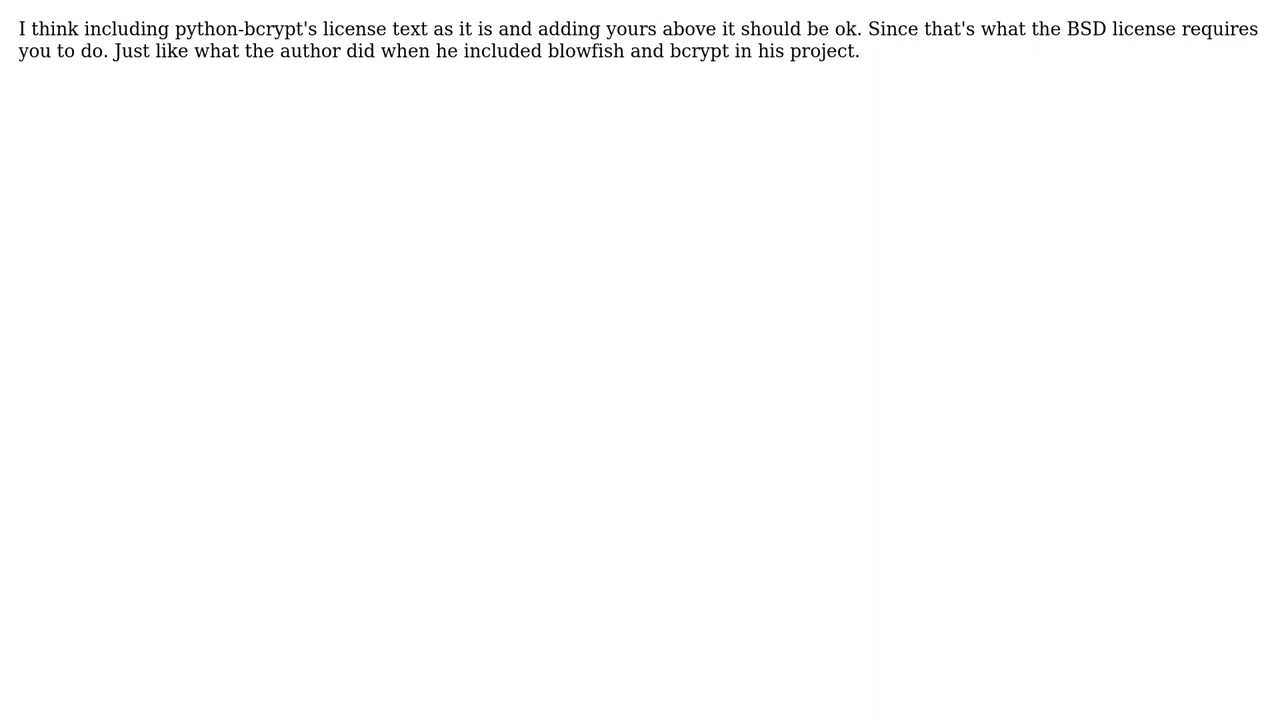 I think including python-bcrypt's license text as it is and adding yours above it should be ok. Since that's what the BSD license requires
you to do. Just like what the author did when he included blowfish and bcrypt in his project.